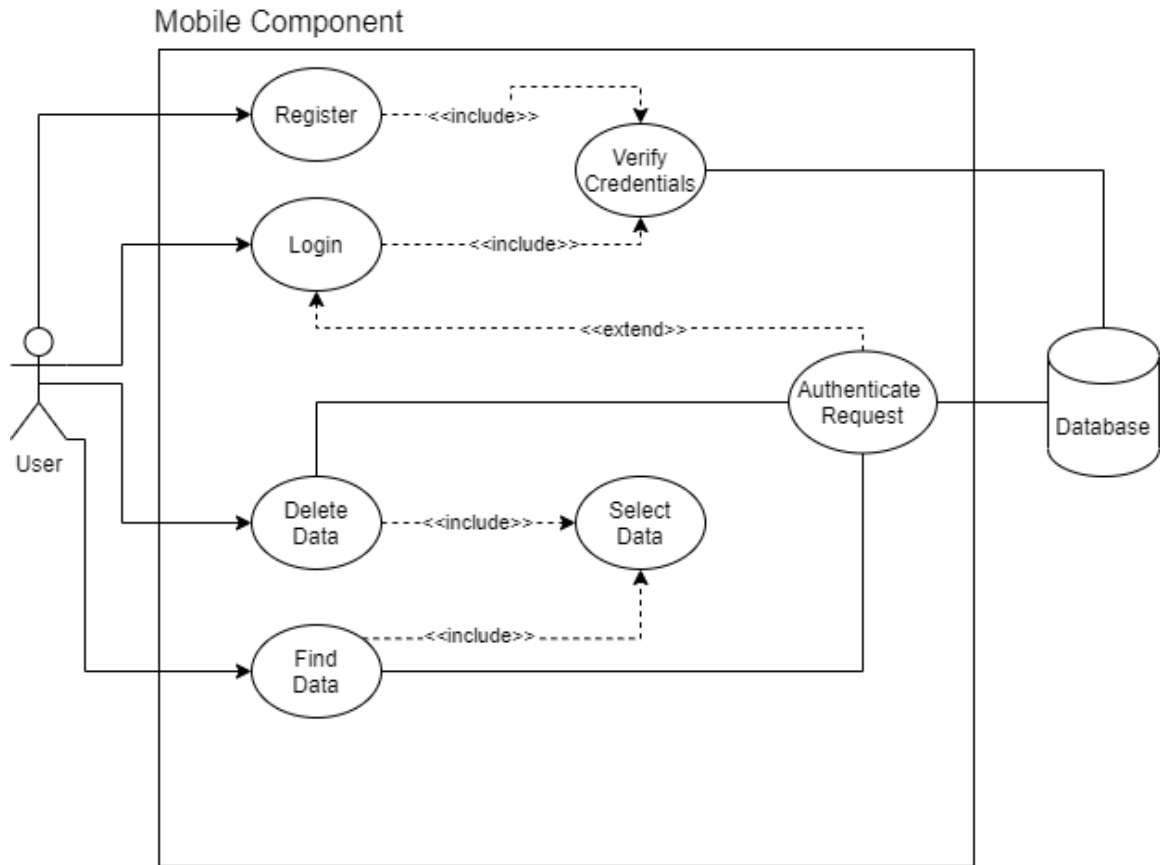 Mobile Component
Register
<<include>>
Verify
Credentials
Login
<<include>>
<<extend>>
Authenticate
Request
Database
User
Delete
Data
<<include>>
Select
Data
<<include>>
Find
Data